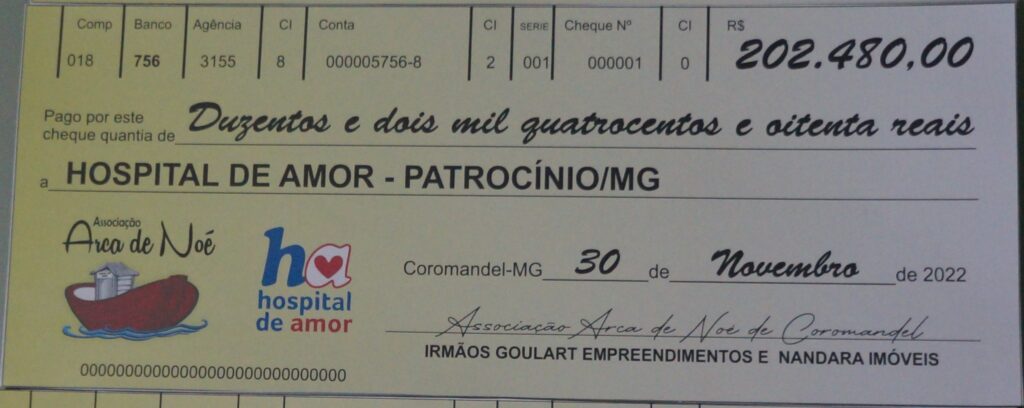 Comp Banco Agência CI Conta CI SERIE Cheque Nº CI R$
018 756 3155 8 000005756-8 2 001 000001 0 202.480,00
Pago por este
cheque quantia de Duzentos e dois mil quatrocentos e oitenta reais
a HOSPITAL DE AMOR - PATROCÍNIO/MG
Associação
Arca de Noé
ha
hospital
de amor
Coromandel-MG 30 de Novembro de 2022
Associação Arca de Noé de Coromandel
IRMÃOS GOULART EMPREENDIMENTOS E NANDARA IMÓVEIS
000000000000000000000000000000